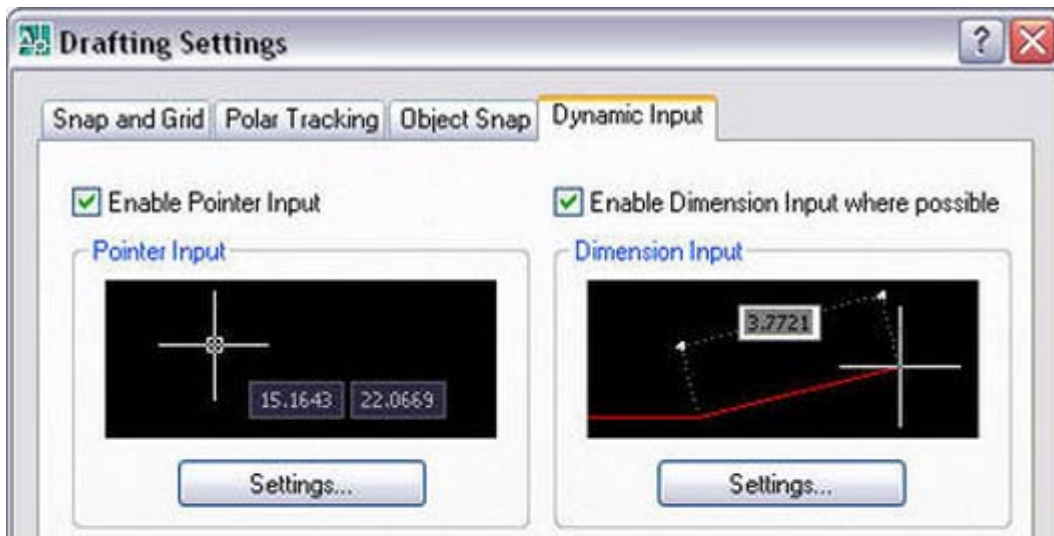 Drafting Settings
Snap and Grid Polar Tracking Object Snap Dynamic Input
Enable Pointer Input
Enable Dimension Input where possible
Pointer Input
Dimension Input
15.1643 22.0669
3.7721
Settings...
Settings...